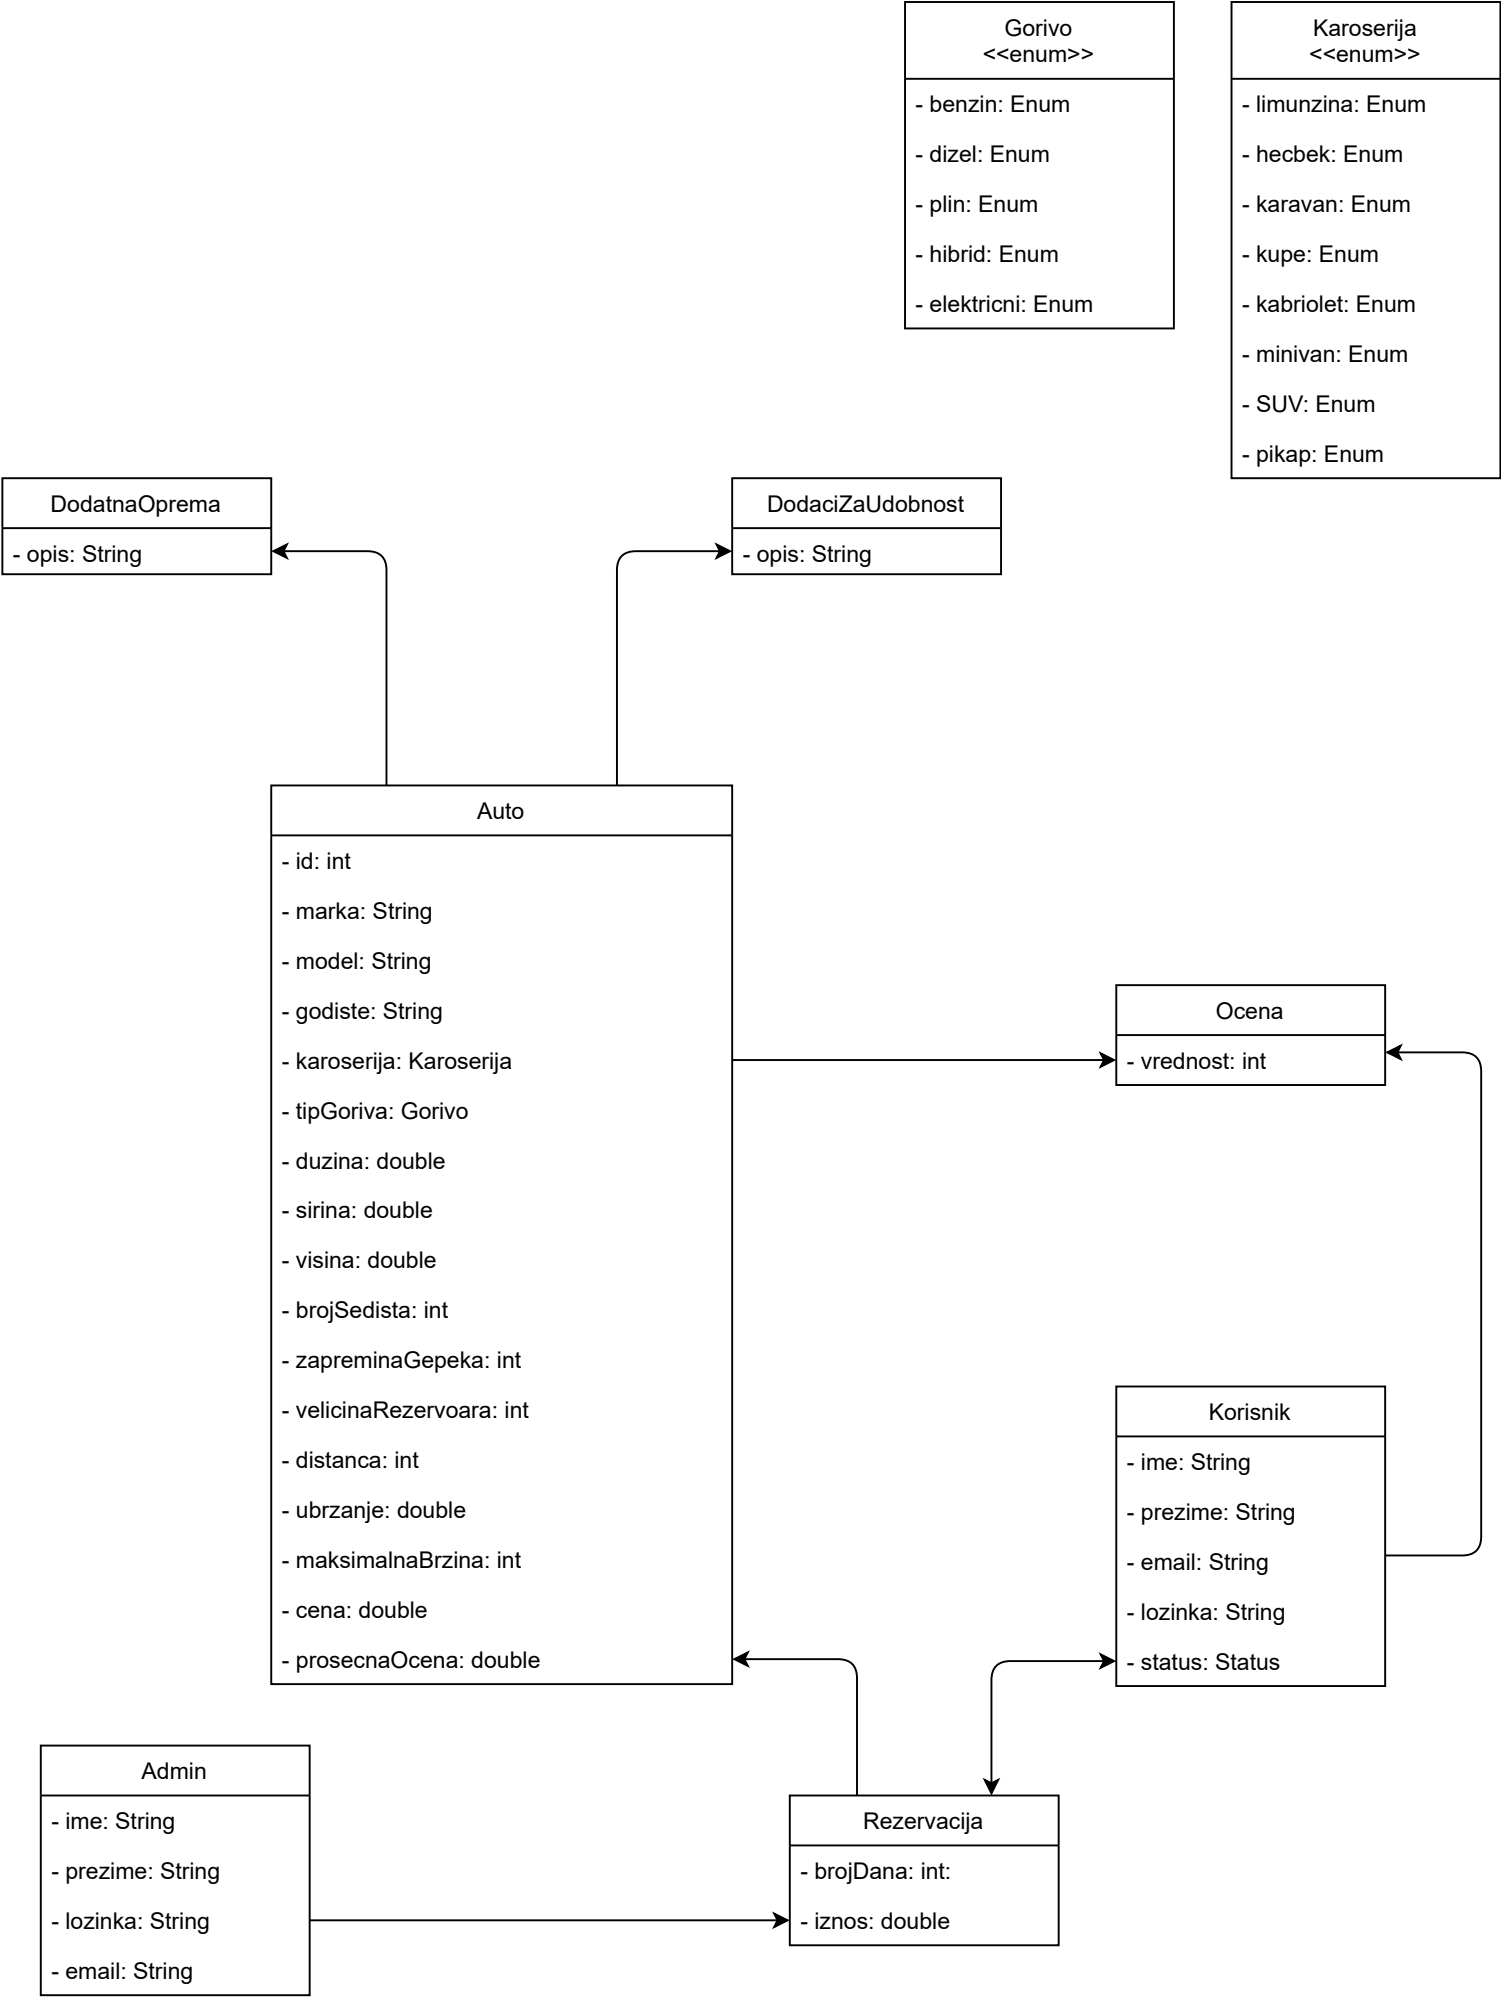 Gorivo
<<enum>>
- benzin: Enum
- dizel: Enum
- plin: Enum
- hibrid: Enum
- elektricni: Enum
Karoserija
<<enum>>
- limunzina: Enum
- hecbek: Enum
- karavan: Enum
- kupe: Enum
- kabriolet: Enum
- minivan: Enum
- SUV: Enum
- pikap: Enum
DodatnaOprema
- opis: String
DodaciZaUdobnost
- opis: String
Auto
- id: int
- marka: String
- model: String
- godiste: String
- karoserija: Karoserija
- tipGoriva: Gorivo
- duzina: double
- sirina: double
- visina: double
- brojSedista: int
- zapreminaGepeka: int
- velicinaRezervoara: int
- distanca: int
- ubrzanje: double
- maksimalnaBrzina: int
- cena: double
- prosecnaOcena: double
Ocena
- vrednost: int
Korisnik
- ime: String
- prezime: String
- email: String
- lozinka: String
- status: Status
Admin
- ime: String
- prezime: String
- lozinka: String
- email: String
Rezervacija
- brojDana: int:
- iznos: double